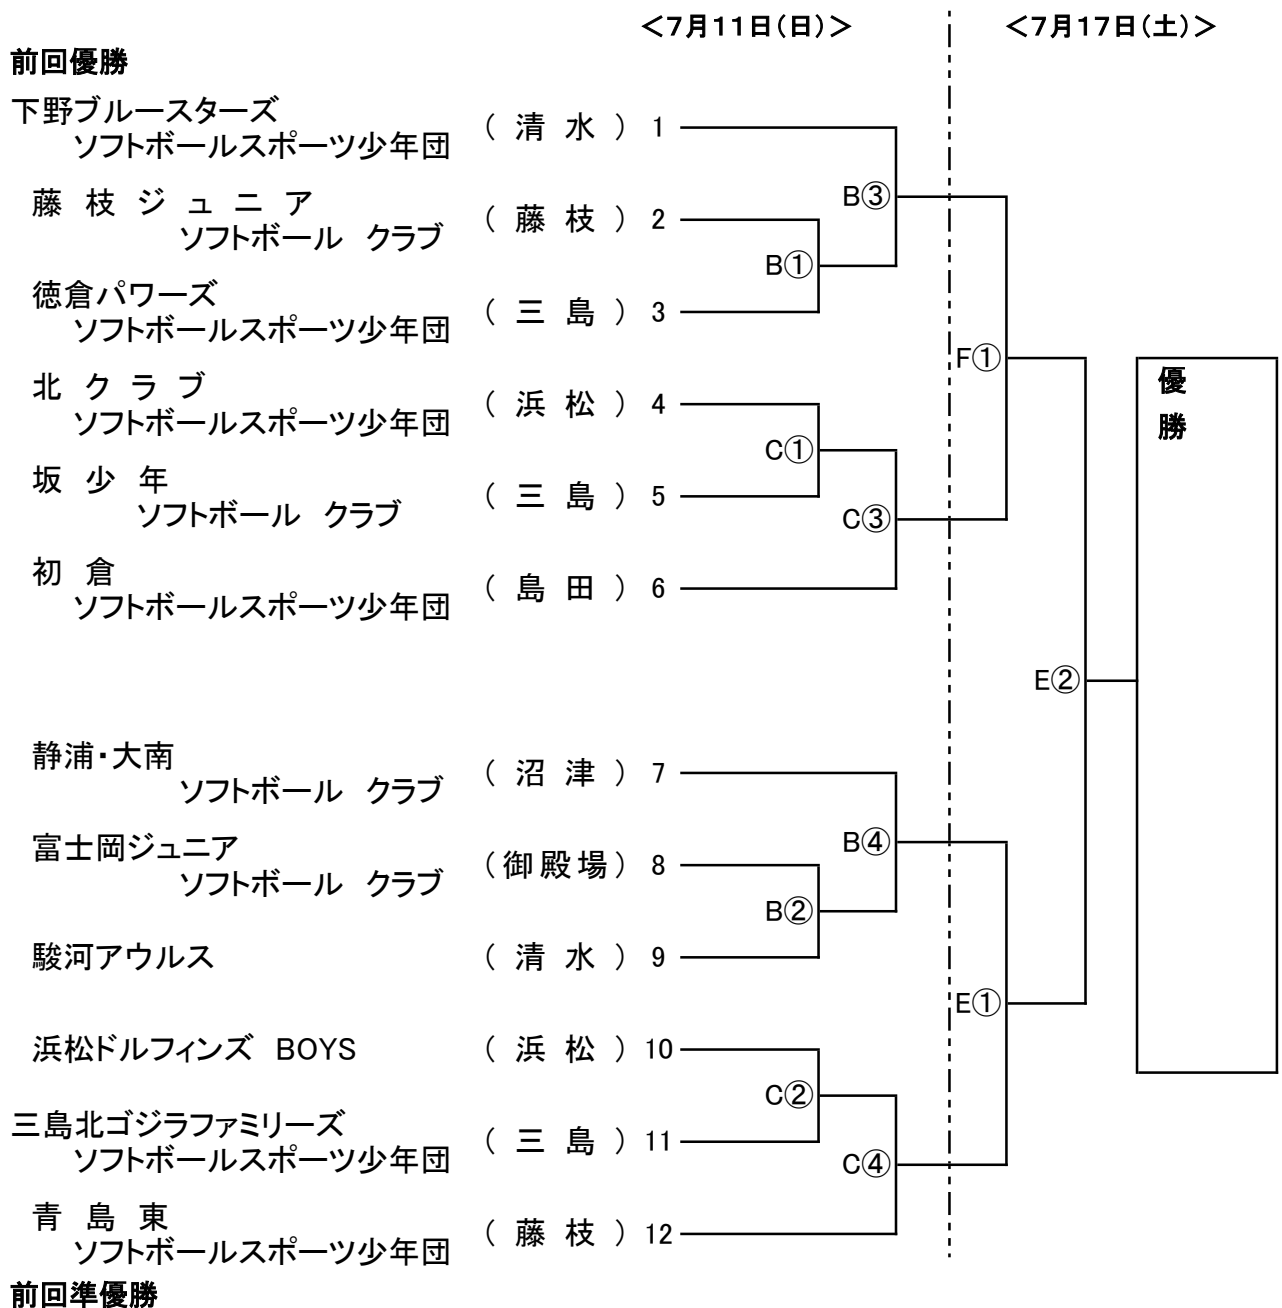 ＜7月11日（日）＞ ＜7月17日（土）＞
前回優勝
下野ブルースターズ
ソフトボールスポーツ少年団 （ 清 水 ） 1
B③
藤 枝 ジ ュ ニ ア
ソフトボール クラブ （ 藤 枝 ） 2
B①
徳倉パワーズ
ソフトボールスポーツ少年団 （ 三 島 ） 3
F①
北 ク ラ ブ
ソフトボールスポーツ少年団 （ 浜 松 ） 4
C①
坂 少 年
ソフトボール クラブ （ 三 島 ） 5
C③
初 倉
ソフトボールスポーツ少年団 （ 島 田 ） 6
E②
優
勝
静浦・大南
ソフトボール クラブ （ 沼 津 ） 7
B④
富士岡ジュニア
ソフトボール クラブ （御殿場） 8
B②
駿河アウルス （ 清 水 ） 9
E①
浜松ドルフィンズ BOYS （ 浜 松 ） 10
C②
三島北ゴジラファミリーズ
ソフトボールスポーツ少年団 （ 三 島 ） 11
C④
青 島 東
ソフトボールスポーツ少年団 （ 藤 枝 ） 12
前回準優勝